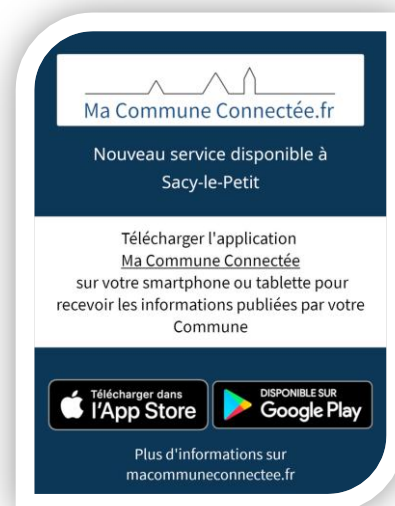 Ma Commune Connectée.fr
Nouveau service disponible à
Sacy-le-Petit
Télécharger l'application
Ma Commune Connectée
sur votre smartphone ou tablette pour
recevoir les informations publiées par votre
Commune
Télécharger dans
l'App Store
DISPONIBLE SUR
Google Play
Plus d'informations sur
macommuneconnectee.fr